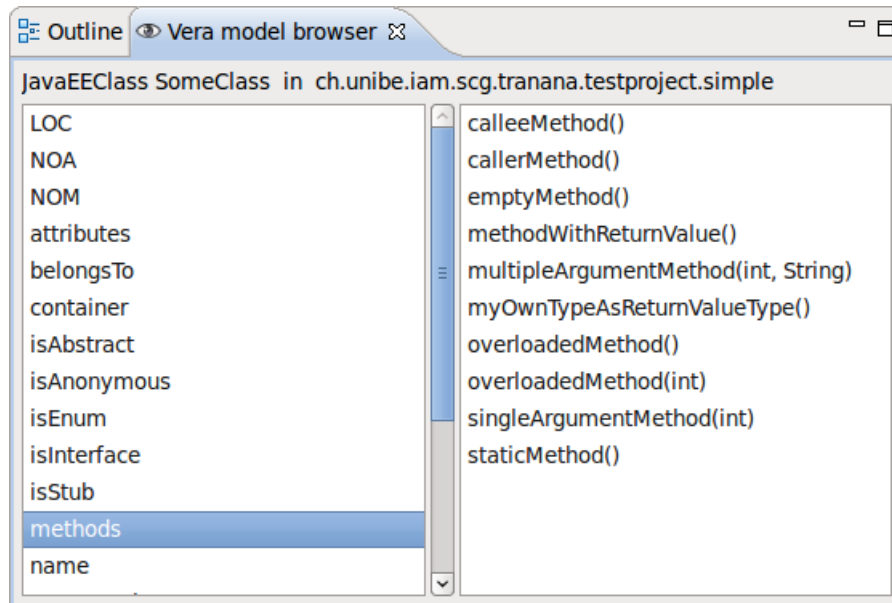 Outline Vera model browser
JavaEEClass SomeClass in ch.unibe.iam.scg.tranana.testproject.simple
LOC
NOA
NOM
attributes
belongsTo
container
isAbstract
isAnonymous
isEnum
isInterface
isStub
methods
name
calleeMethod()
callerMethod()
emptyMethod()
methodWithReturnValue()
multipleArgumentMethod(int, String)
myOwnTypeAsReturnValueType()
overloadedMethod()
overloadedMethod(int)
singleArgumentMethod(int)
staticMethod()